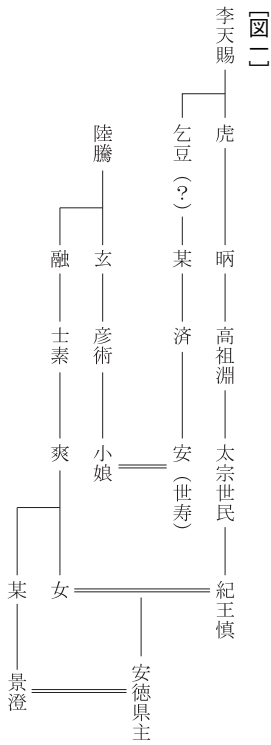 ［図一］
李天賜
虎
昞
高祖淵
太宗世民
紀王慎
乞豆（？）
某
済
安（世寿）
安徳県主
陸騰
玄
彦術
小娘
融
士素
爽
女
某
景澄